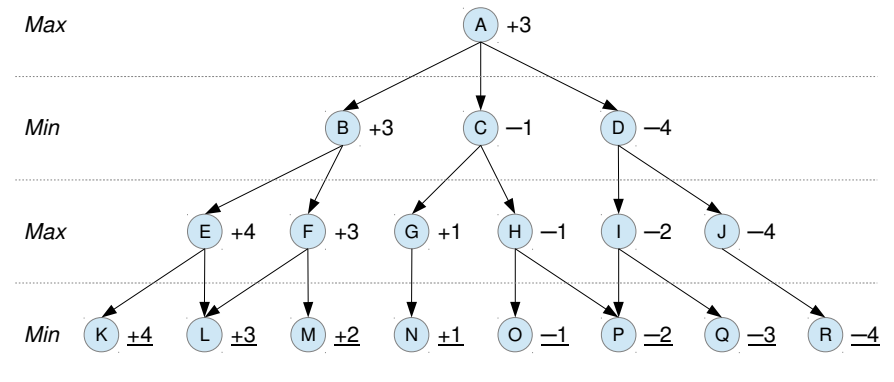 Max A +3
Min B +3 C −1 D −4
Max E +4 F +3 G +1 H −1 I −2 J −4
Min K +4 L +3 M +2 N +1 O −1 P −2 Q −3 R −4